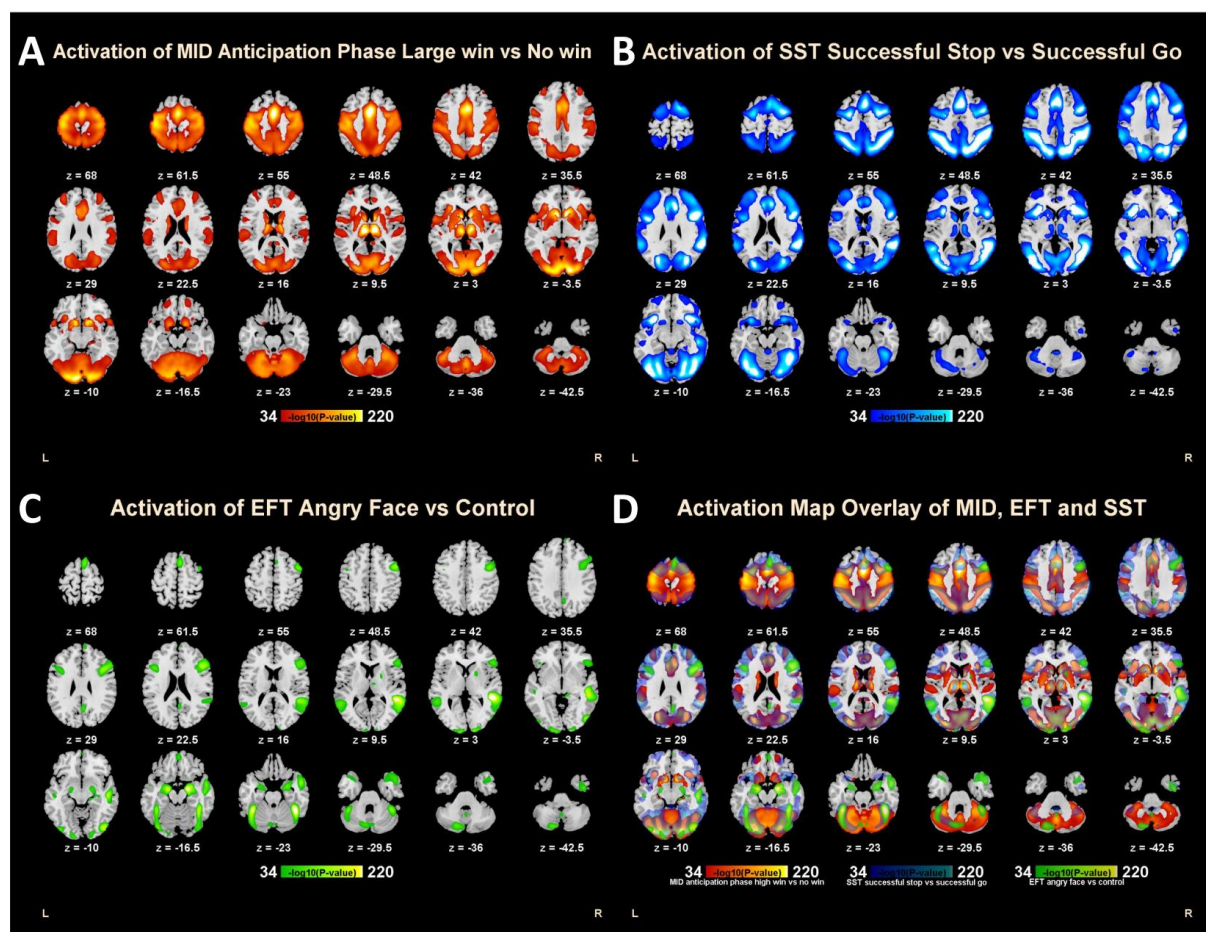 A Activation of MID Anticipation Phase Large win vs No win
z = 68 z = 61.5 z = 55 z = 48.5 z = 42 z = 35.5
z = 29 z = 22.5 z = 16 z = 9.5 z = 3 z = -3.5
z = -10 z = -16.5 z = -23 z = -29.5 z = -36 z = -42.5
34 -log10(P-value) 220
L R
B Activation of SST Successful Stop vs Successful Go
z = 68 z = 61.5 z = 55 z = 48.5 z = 42 z = 35.5
z = 29 z = 22.5 z = 16 z = 9.5 z = 3 z = -3.5
z = -10 z = -16.5 z = -23 z = -29.5 z = -36 z = -42.5
34 -log10(P-value) 220
L R
C Activation of EFT Angry Face vs Control
z = 68 z = 61.5 z = 55 z = 48.5 z = 42 z = 35.5
z = 29 z = 22.5 z = 16 z = 9.5 z = 3 z = -3.5
z = -10 z = -16.5 z = -23 z = -29.5 z = -36 z = -42.5
34 -log10(P-value) 220
L R
D Activation Map Overlay of MID, EFT and SST
z = 68 z = 61.5 z = 55 z = 48.5 z = 42 z = 35.5
z = 29 z = 22.5 z = 16 z = 9.5 z = 3 z = -3.5
z = -10 z = -16.5 z = -23 z = -29.5 z = -36 z = -42.5
34 -log10(P-value) 220 34 -log10(P-value) 220 34 -log10(P-value) 220
MID anticipation phase high win vs no win SST successful stop vs successful go EFT angry face vs control
L R